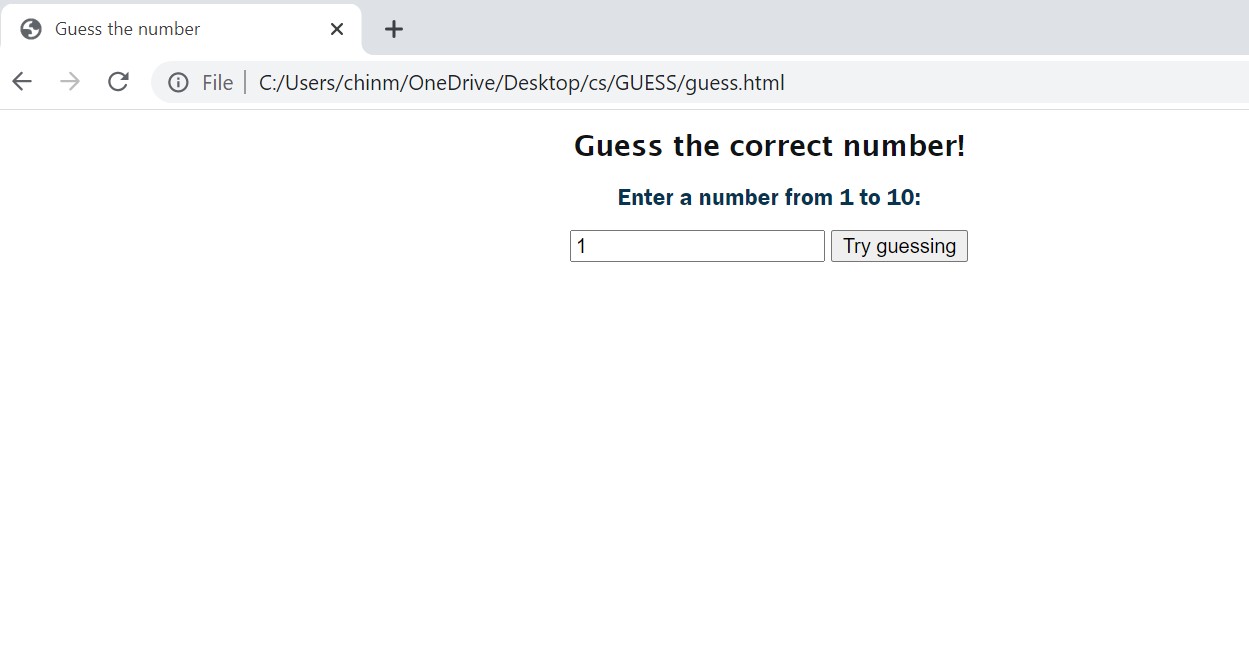 Guess the number
File C:/Users/chinm/OneDrive/Desktop/cs/GUESS/guess.html
Guess the correct number!
Enter a number from 1 to 10:
1 Try guessing